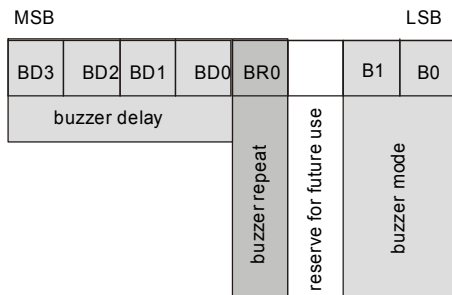 MSB LSB
BD3 BD2 BD1 BD0 BR0 B1 B0
buzzer delay
buzzer repeat
reserve for future use
buzzer mode